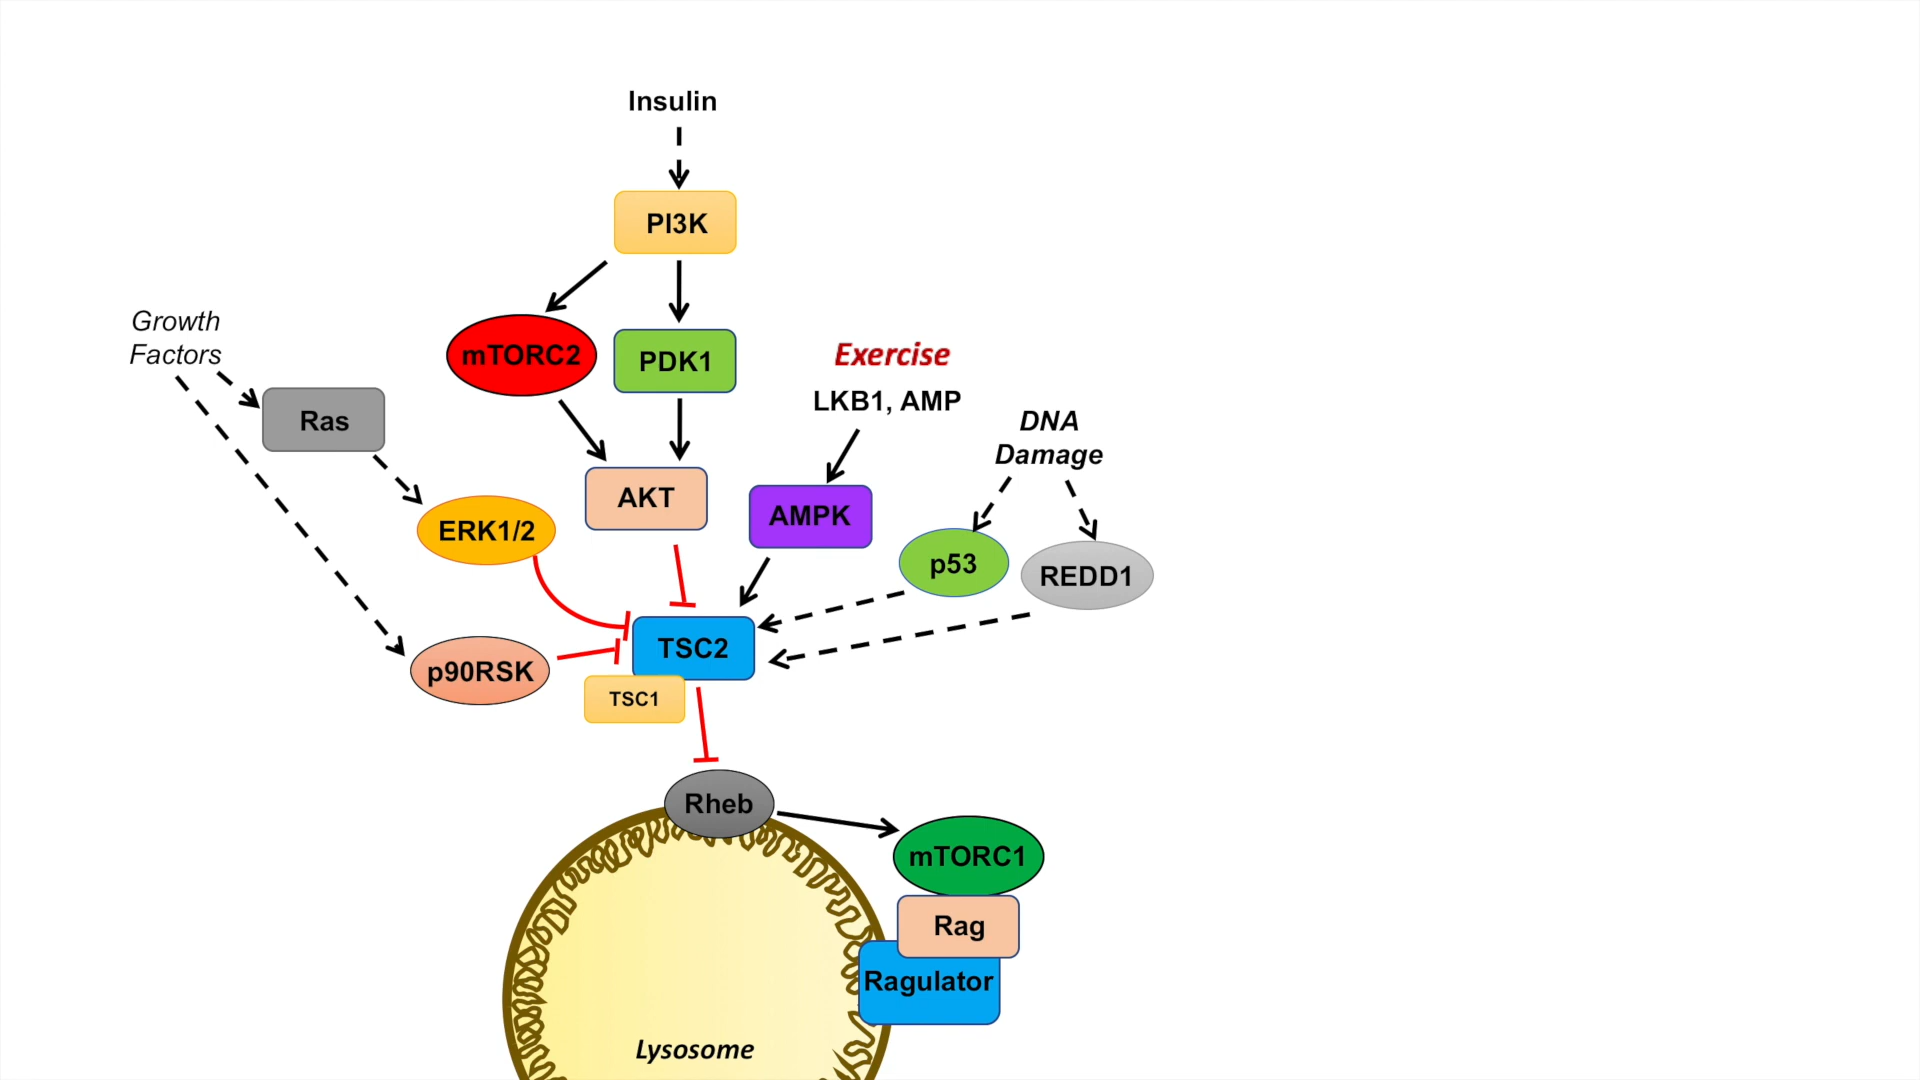 Insulin
PI3K
Growth
Factors
mTORC2
PDK1
Exercise
LKB1, AMP
Ras
DNA
Damage
AKT
AMPK
ERK1/2
p53
REDD1
TSC2
p90RSK
TSC1
Rheb
mTORC1
Rag
Ragulator
Lysosome